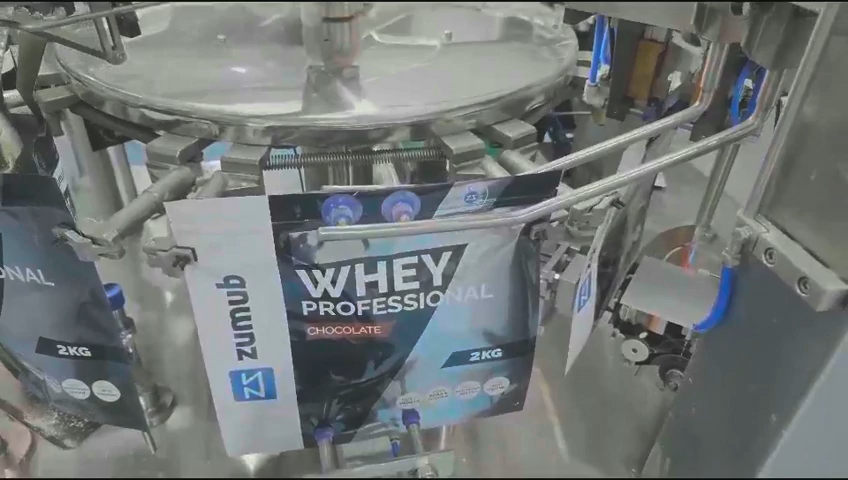 WHEY
PROFESSIONAL
CHOCOLATE
2KG
zumub
ONAL
2KG